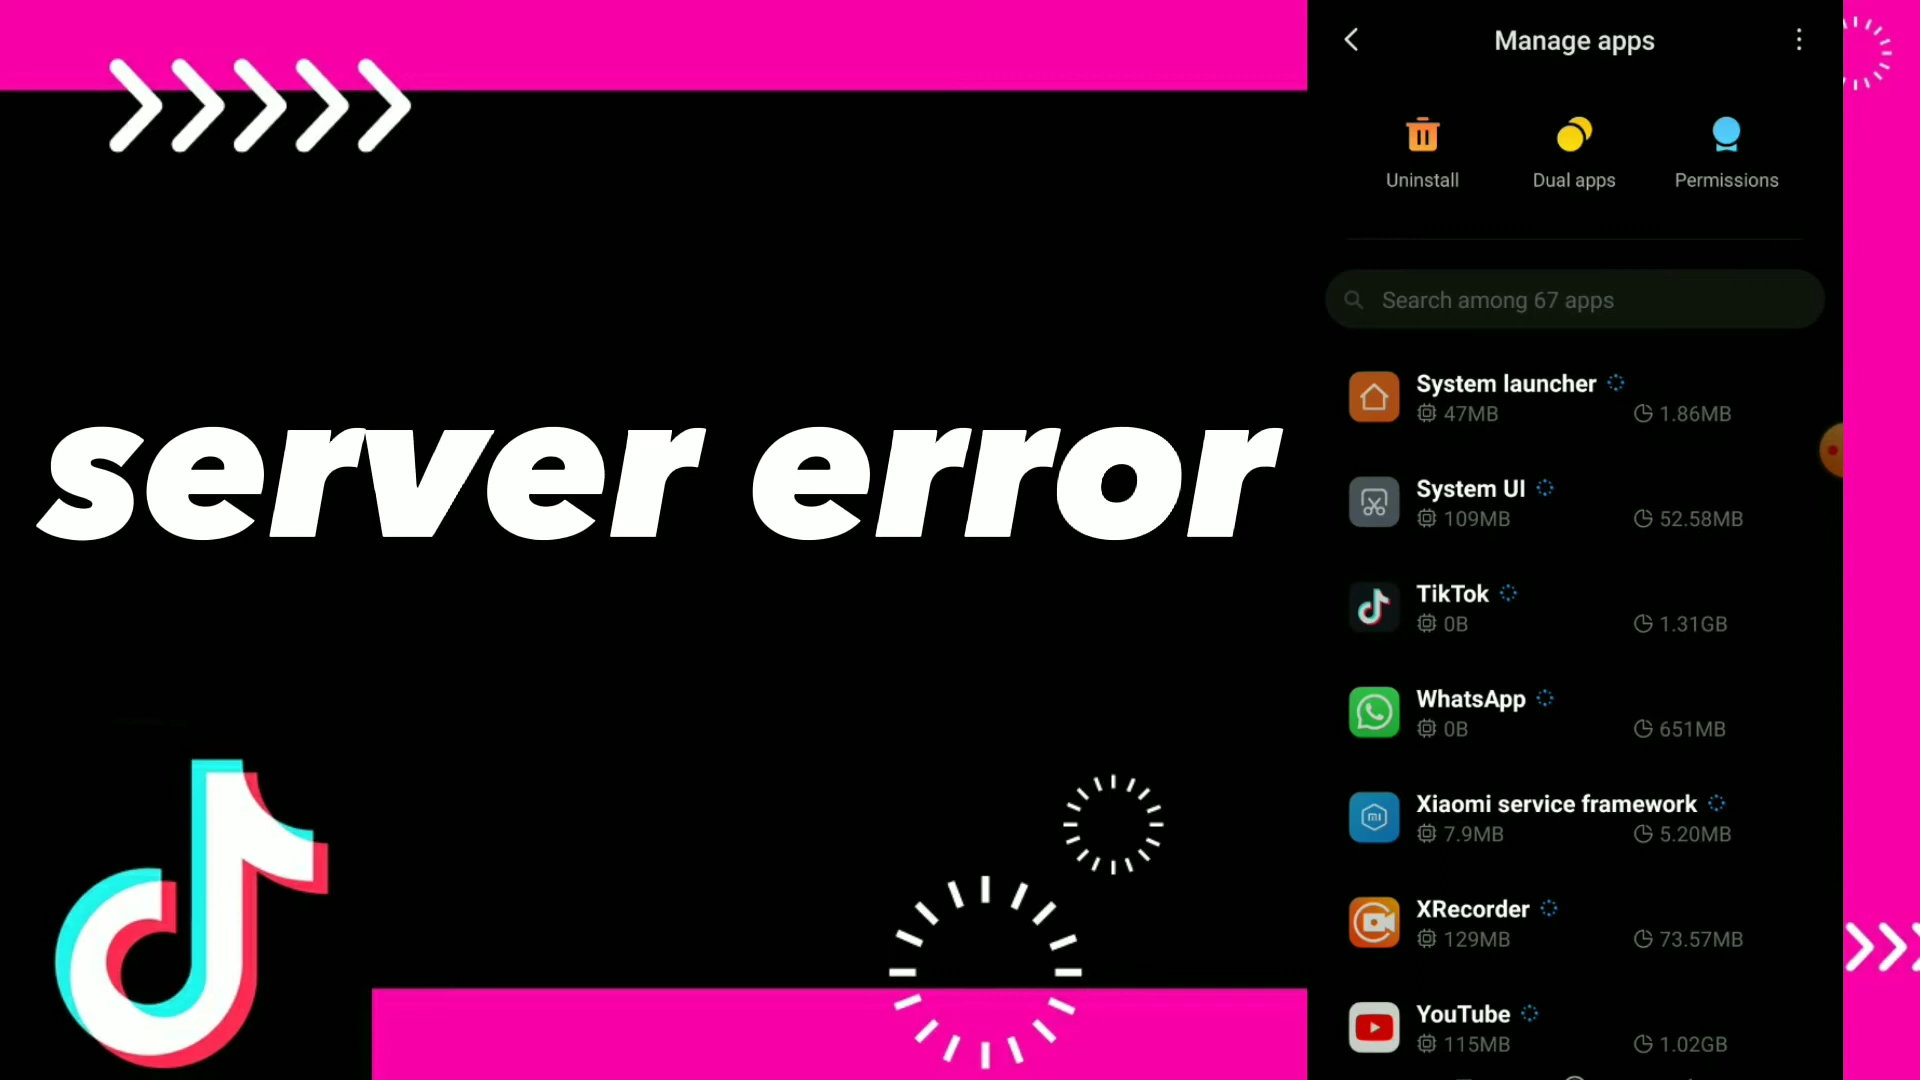 Manage apps
Uninstall
Dual apps
Permissions
Search among 67 apps
System launcher
47MB
1.86MB
System UI
109MB
52.58MB
server error
TikTok
0B
1.31GB
WhatsApp
0B
651MB
Xiaomi service framework
mi
7.9MB
5.20MB
XRecorder
129MB
73.57MB
YouTube
115MB
1.02GB